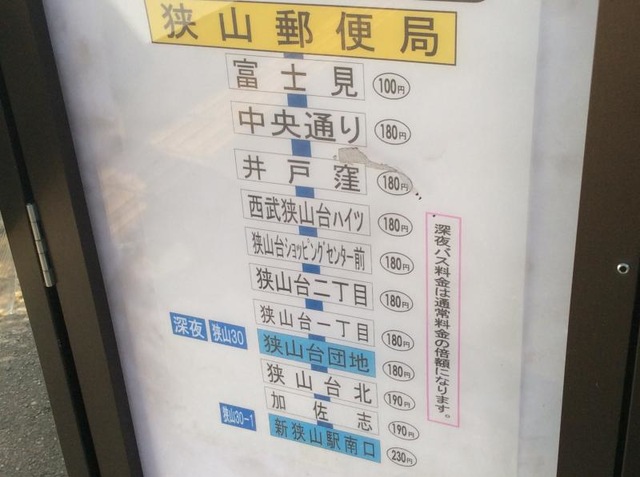 狭山郵便局
富士見 100円
中央通り 180円
井戸窪 180円
西武狭山台ハイツ 180円
狭山台ショッピングセンター前 180円
狭山台二丁目 180円
狭山台一丁目 180円
深夜 狭山30 狭山台団地 180円
狭山台北 190円
加佐志 190円
狭山30-1 新狭山駅南口 230円
深夜バス料金は通常料金の倍額になります。